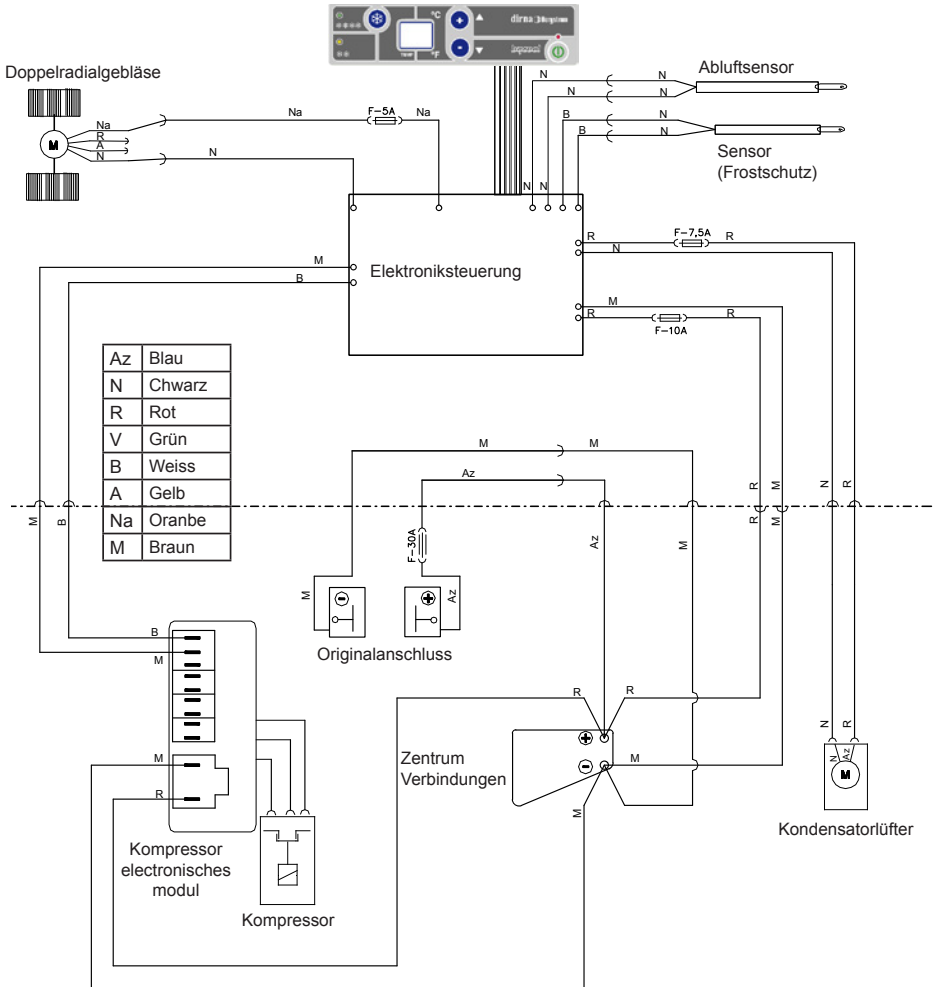 °C
dirna
°F
TEMP
Doppelradialgebläse
Abluftsensor
Sensor
(Frostschutz)
N
N
N
N
B
N
B
N
Na
Na
F-5A
Na
R
A
N
N
M
N
N
B
B
Elektroniksteuerung
M
B
R
F-7,5A
R
N
M
R
F-10A
R
Az Blau
N Chwarz
R Rot
V Grün
B Weiss
A Gelb
Na Oranbe
M Braun
M
M
Az
M
B
R
M
R
M
N
R
Az
M
F-30A
M
Az
Originalanschluss
B
M
M
R
Kompressor
electronisches
modul
Kompressor
R
R
M
M
Zentrum
Verbindungen
N
R
N
Az
M
Kondensatorlüfter